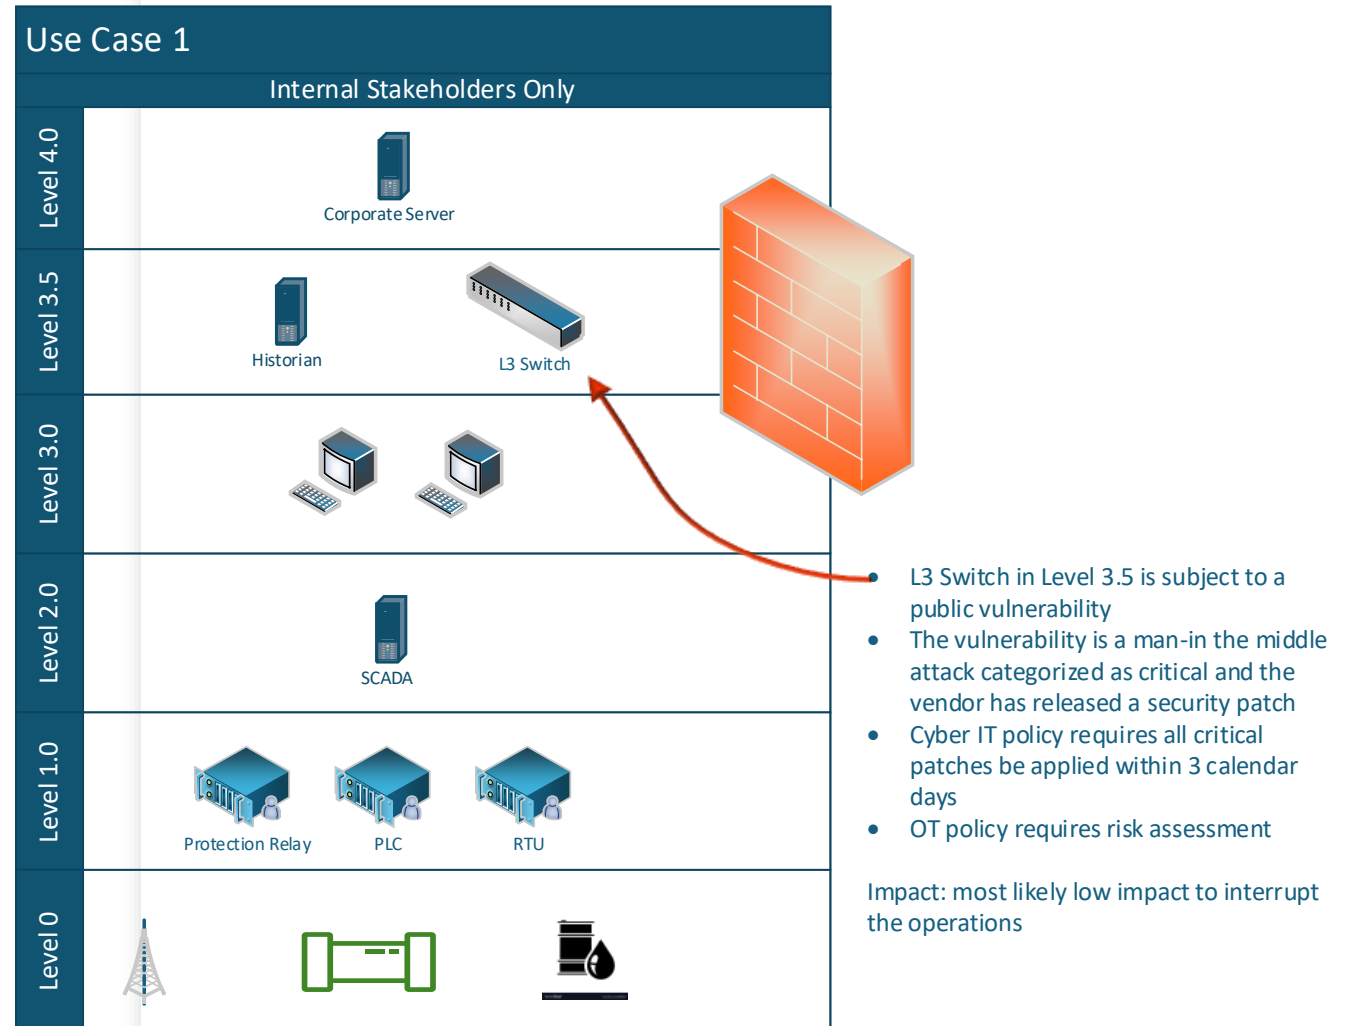 Use Case 1
Internal Stakeholders Only
Level 4.0
Corporate Server
Level 3.5
Historian
L3 Switch
Level 3.0
Level 2.0
SCADA
Level 1.0
Protection Relay
PLC
RTU
Level 0
• L3 Switch in Level 3.5 is subject to a
public vulnerability
• The vulnerability is a man-in the middle
attack categorized as critical and the
vendor has released a security patch
• Cyber IT policy requires all critical
patches be applied within 3 calendar
days
• OT policy requires risk assessment
Impact: most likely low impact to interrupt
the operations